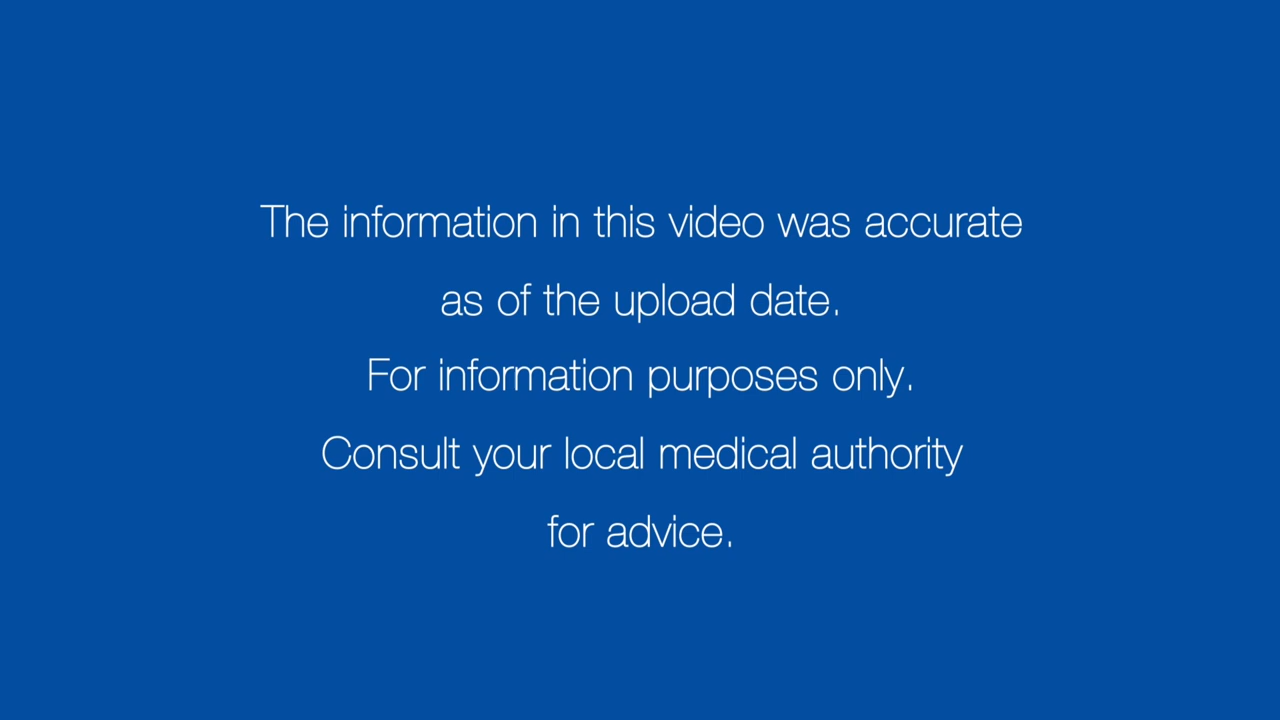 The information in this video was accurate
as of the upload date.
For information purposes only.
Consult your local medical authority
for advice.